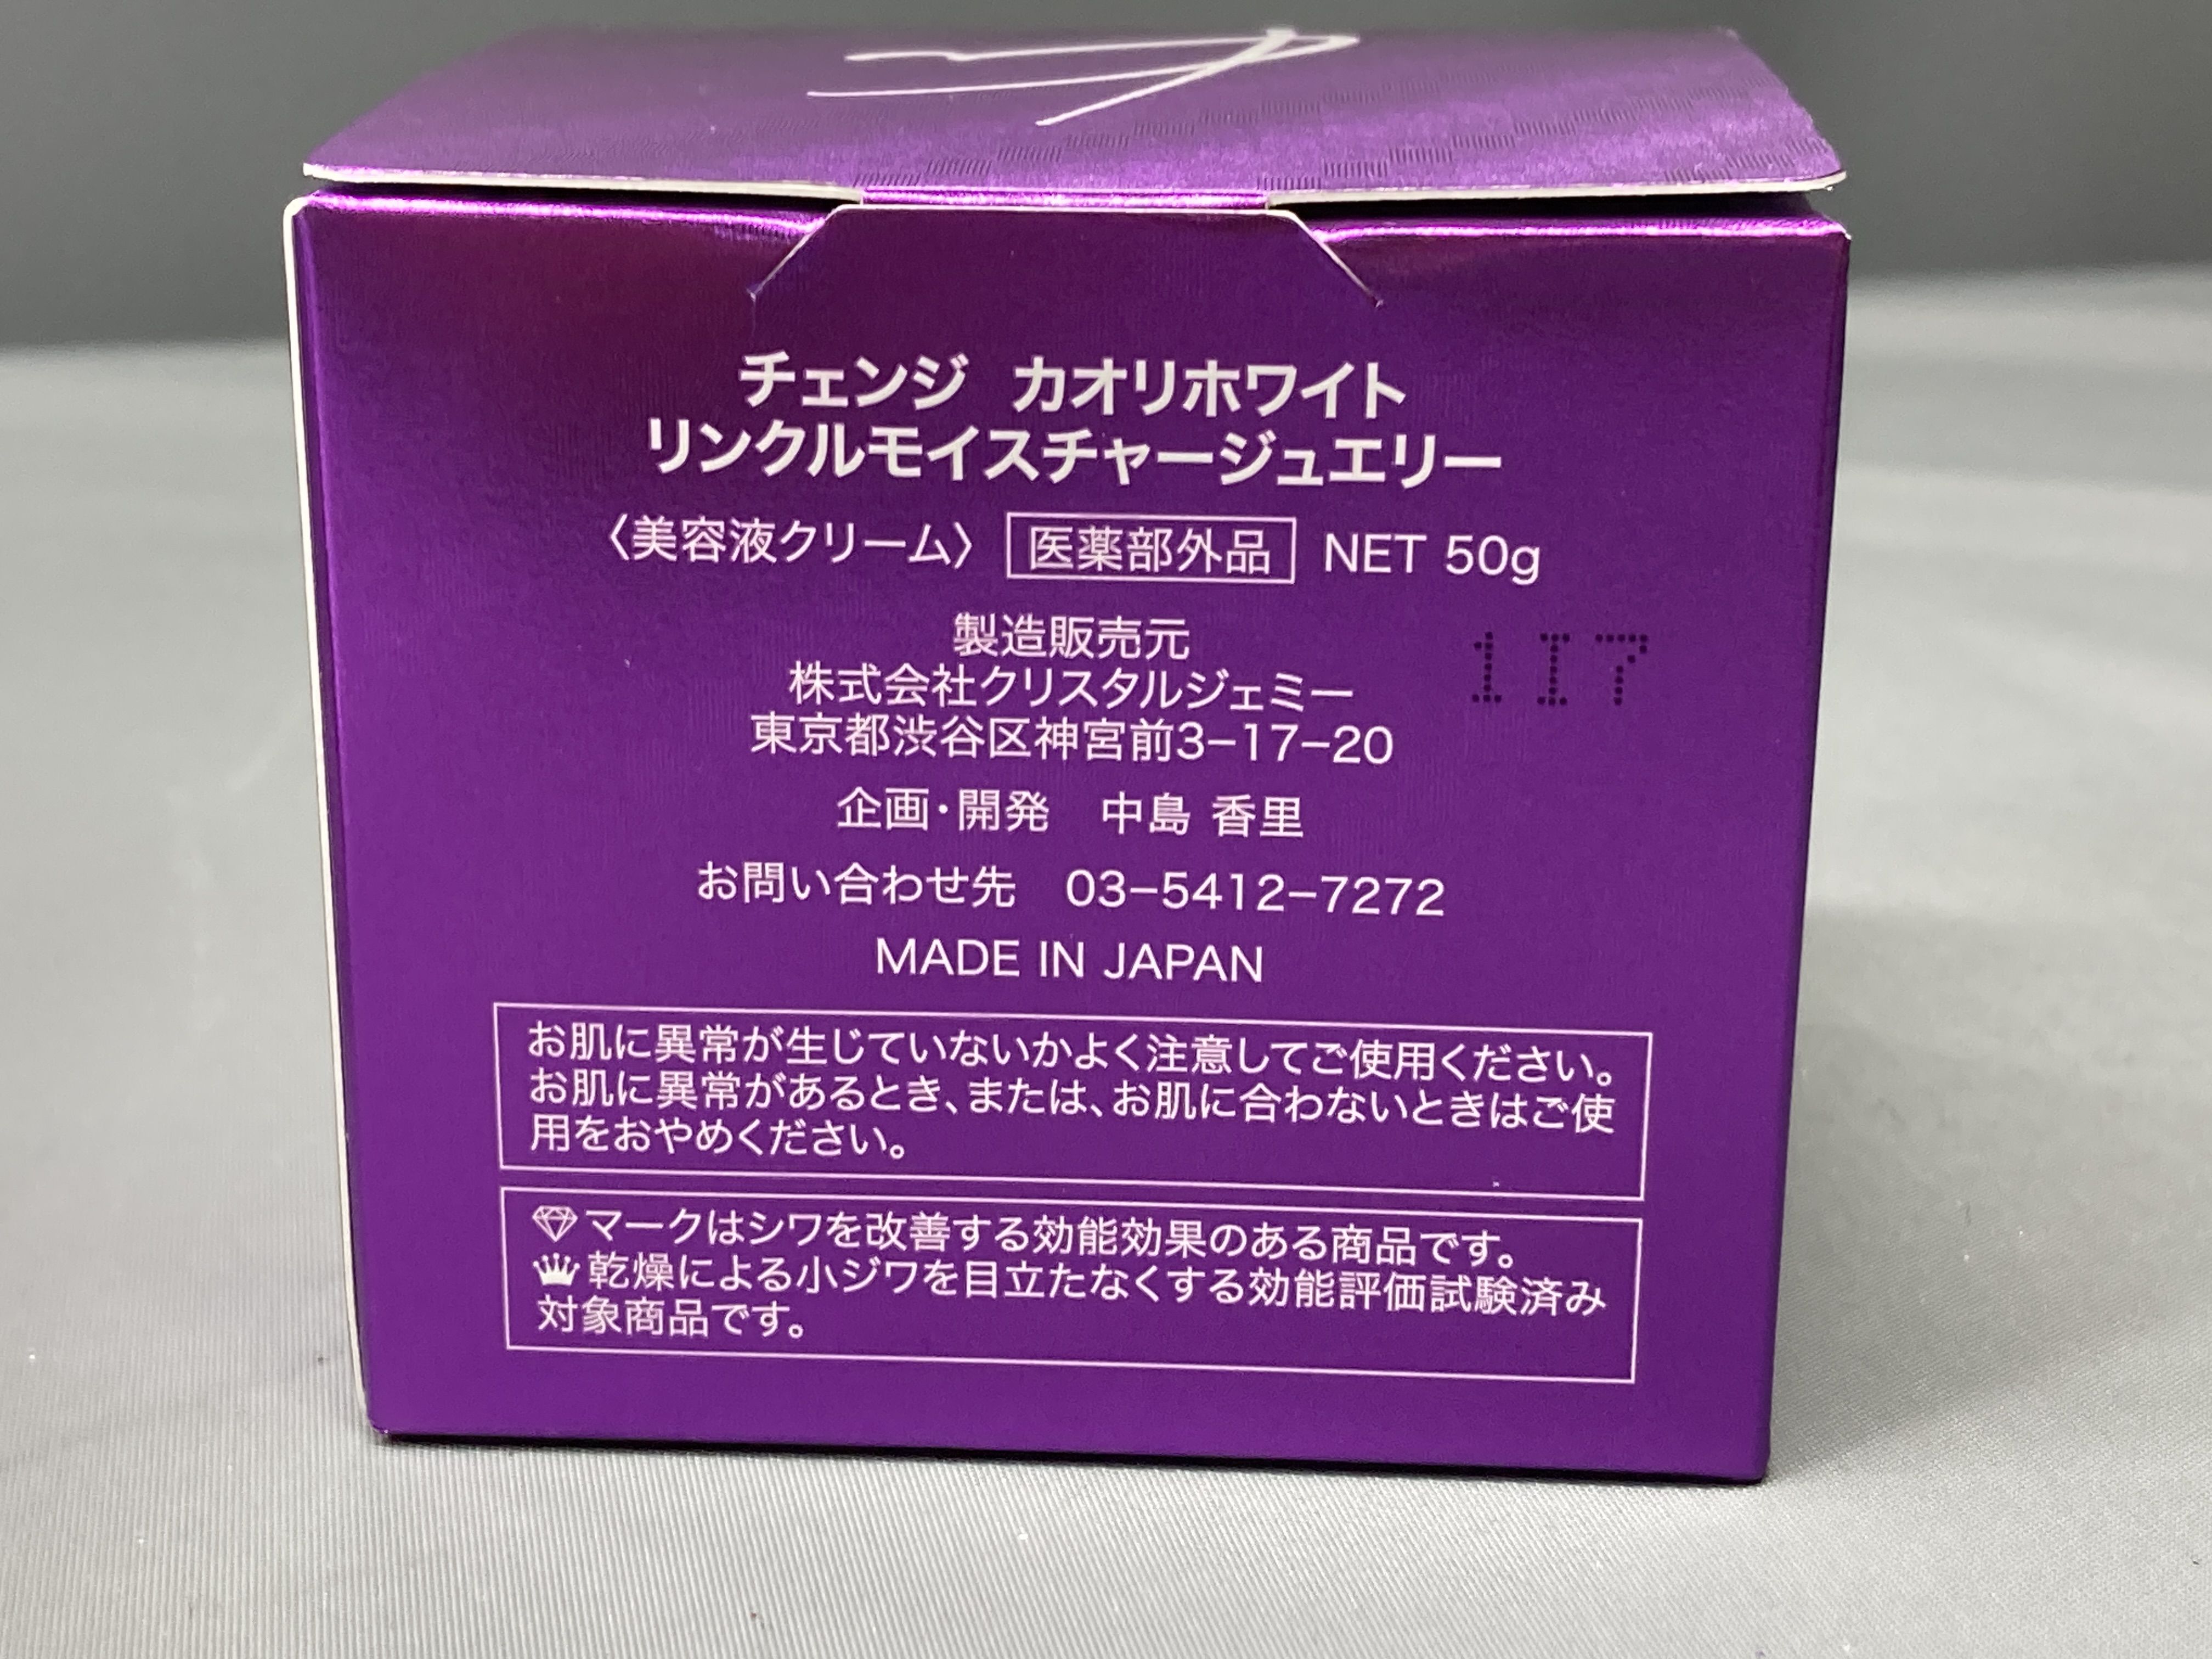 チェンジ カオリホワイト
リンクルモイスチャージュエリー
〈美容液クリーム〉 医薬部外品 NET 50g
製造販売元
株式会社クリスタルジェミー
1I7
東京都渋谷区神宮前3−17−20
企画・開発　中島 香里
お問い合わせ先　03−5412−7272
MADE IN JAPAN
お肌に異常が生じていないかよく注意してご使用ください。
お肌に異常があるとき、または、お肌に合わないときはご使
用をおやめください。
マークはシワを改善する効能効果のある商品です。
乾燥による小ジワを目立たなくする効能評価試験済み
対象商品です。